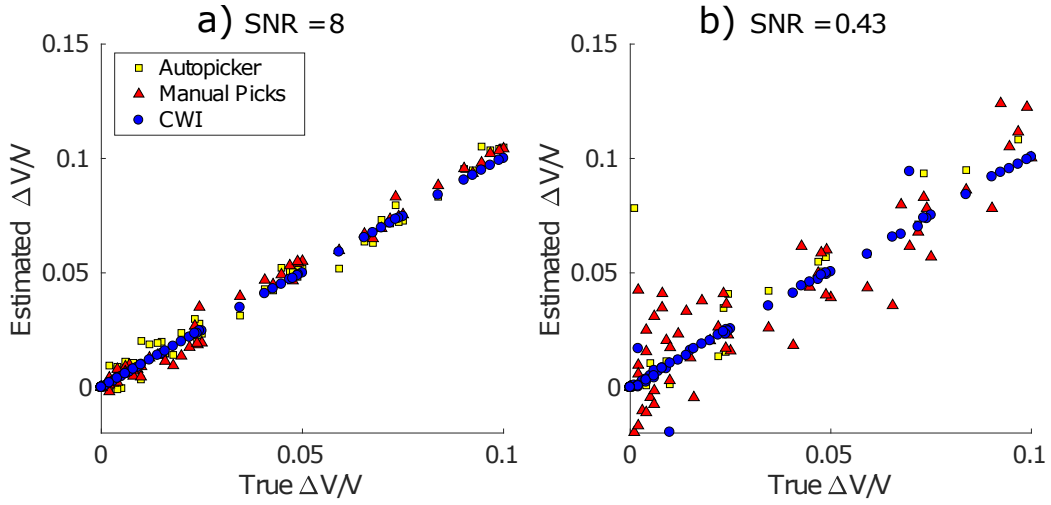 a) SNR = 8
b) SNR = 0.43
Autopicker
Manual Picks
CWI
Estimated ΔV/V
0.15
0.1
0.05
0
0
0.05
0.1
True ΔV/V
Estimated ΔV/V
0.15
0.1
0.05
0
0
0.05
0.1
True ΔV/V